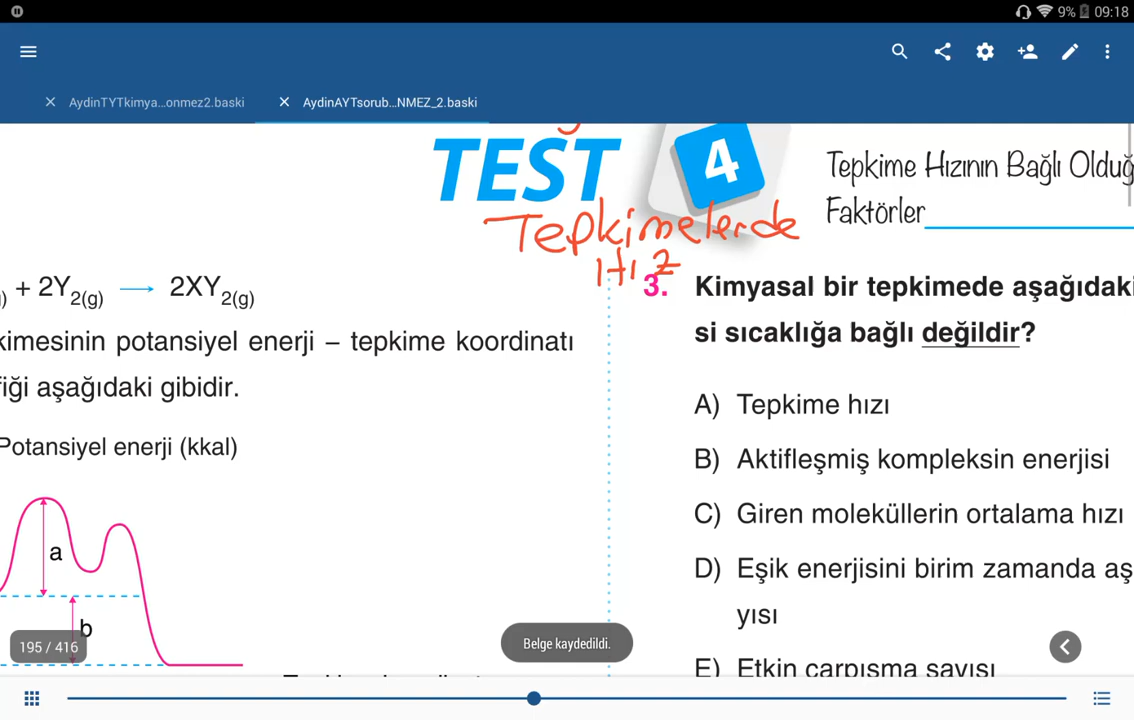 9% 09:18
AydinTYTkimya...onmez2.baski
AydinAYTsorub...NMEZ_2.baski
TEST 4
Tepkimelerde
Hız
Tepkime Hızının Bağlı Olduğ
Faktörler
+ 2Y2(g) → 2XY2(g)
kimesinin potansiyel enerji – tepkime koordinatı
fiği aşağıdaki gibidir.
Potansiyel enerji (kkal)
a
b
3. Kimyasal bir tepkimede aşağıdaki
si sıcaklığa bağlı değildir?
A) Tepkime hızı
B) Aktifleşmiş kompleksin enerjisi
C) Giren moleküllerin ortalama hızı
D) Eşik enerjisini birim zamanda aş
yısı
E) Etkin çarpışma sayısı
195 / 416
Belge kaydedildi.